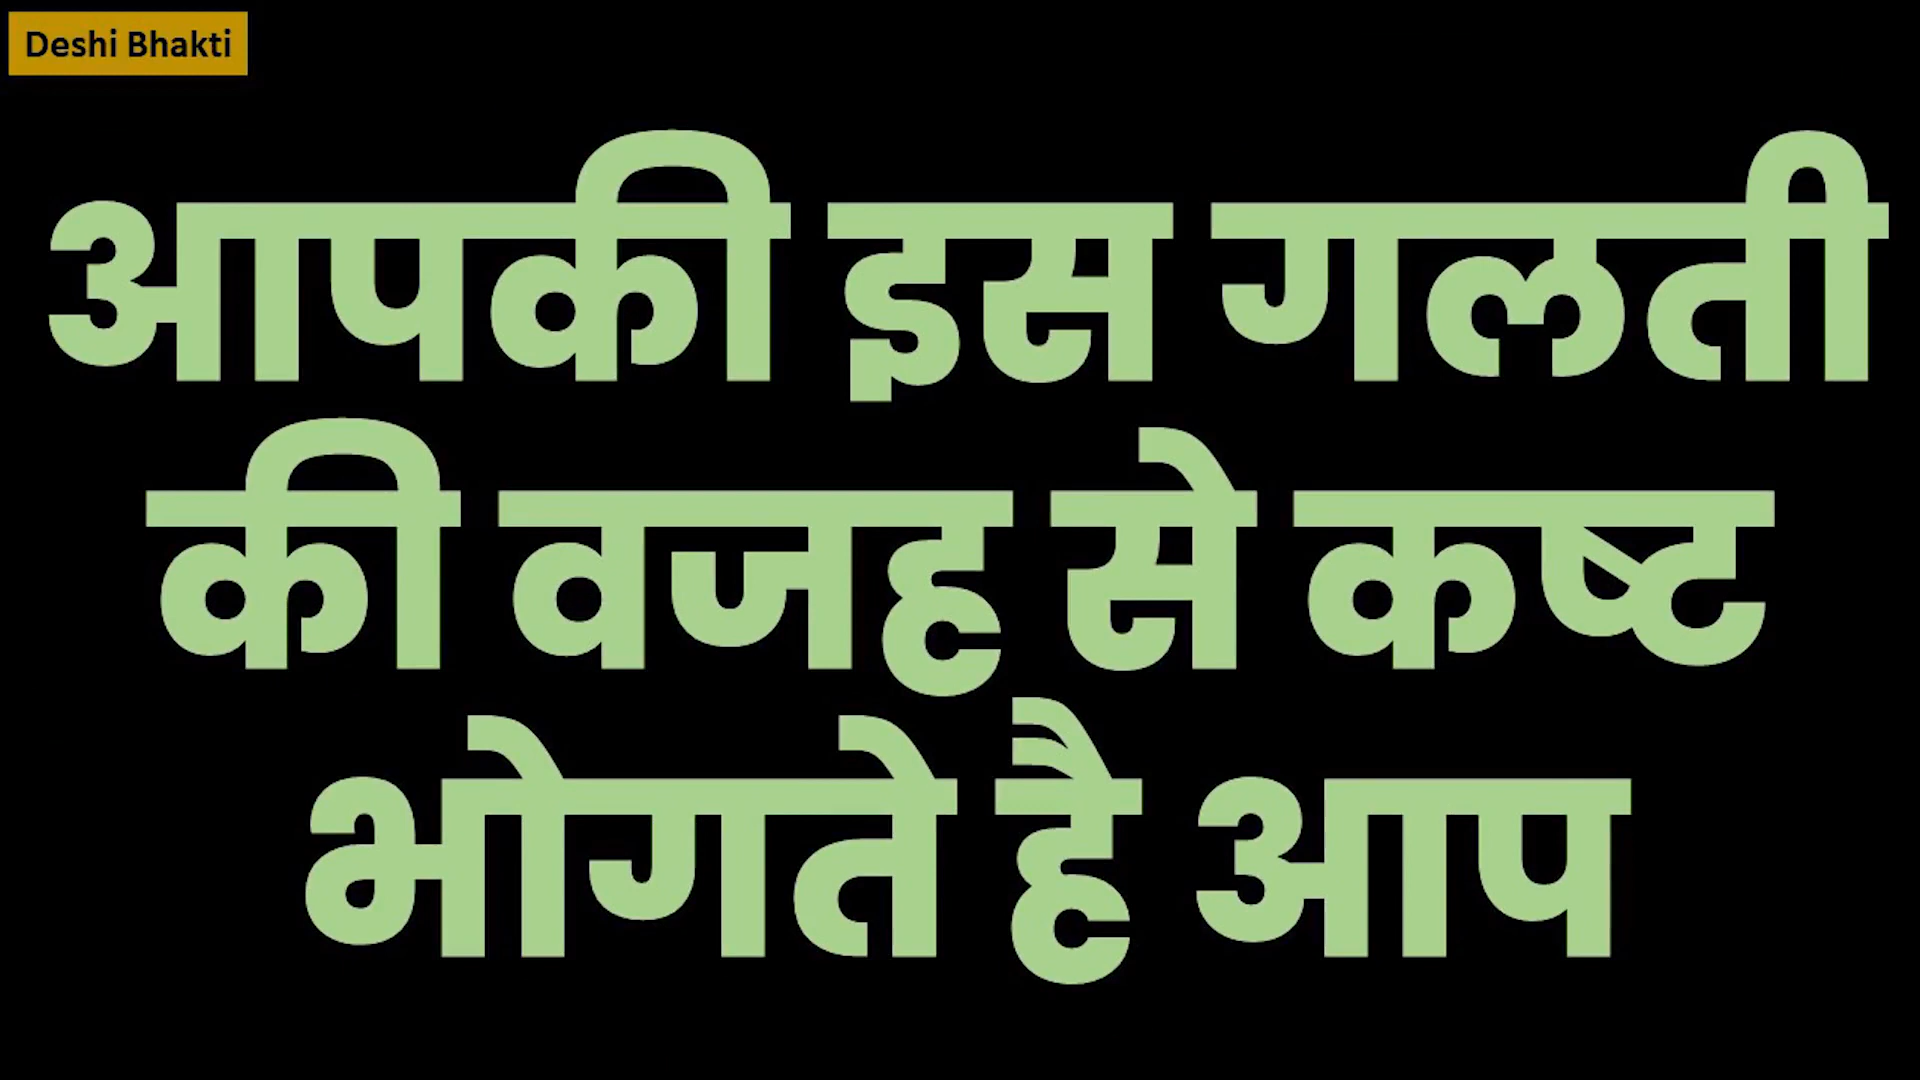 Deshi Bhakti
आपकी इस गलती
की वजह से कष्ट
भोगते है आप